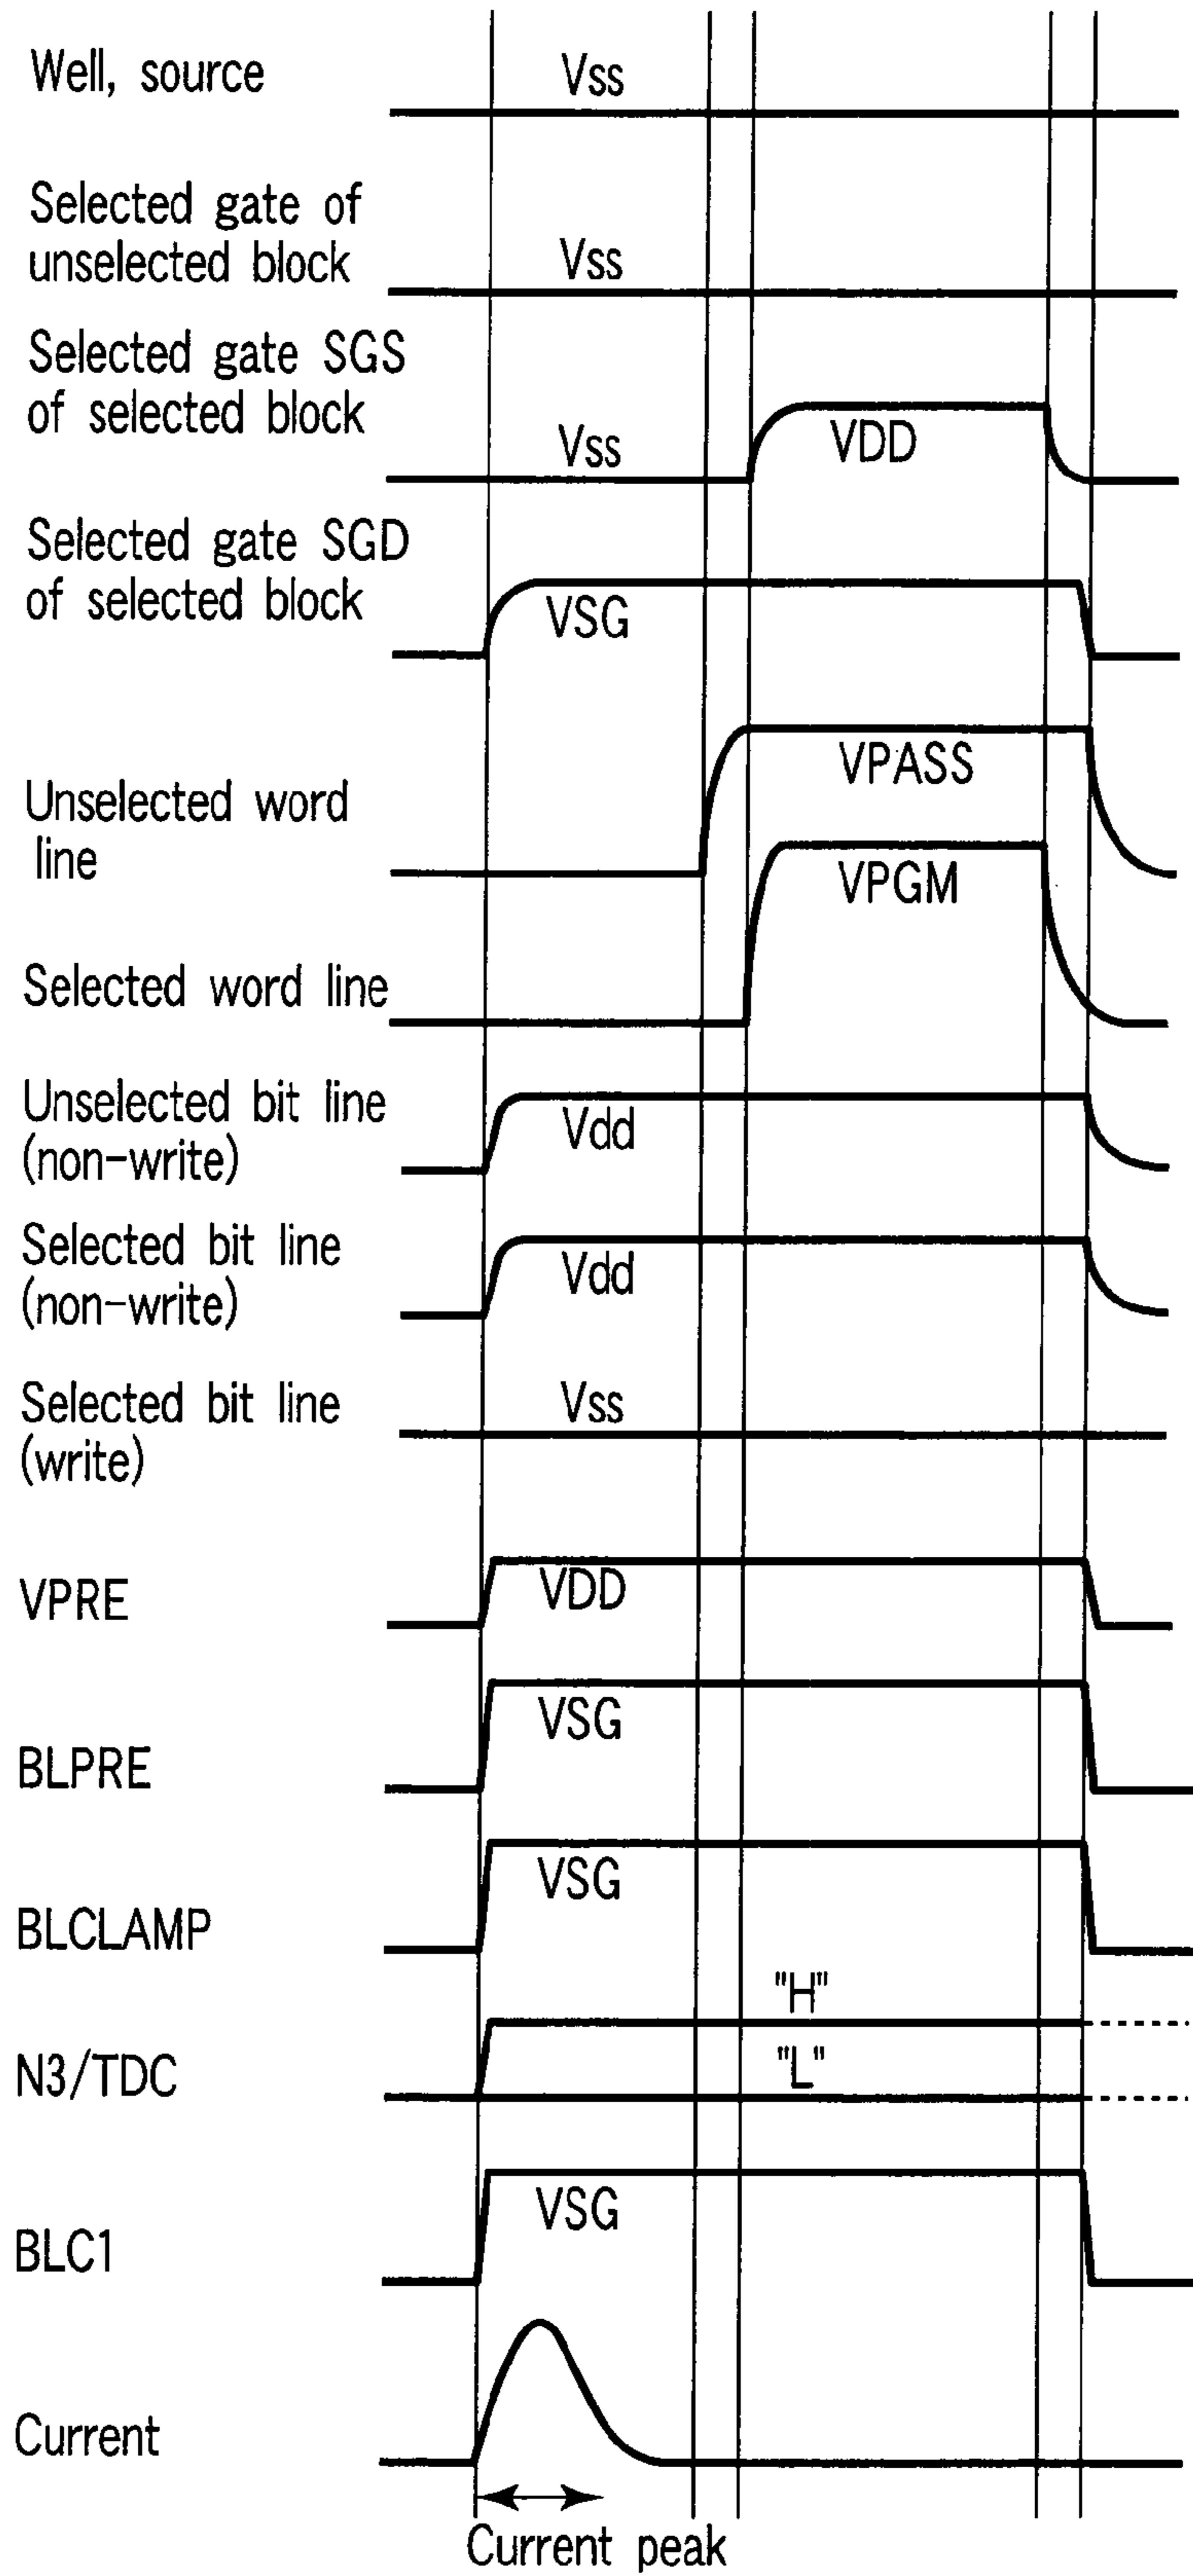 Well, source
Vss
Selected gate of
unselected block
Vss
Selected gate SGS
of selected block
Vss
VDD
Selected gate SGD
of selected block
VSG
Unselected word
line
VPASS
VPGM
Selected word line
Unselected bit line
(non-write)
Vdd
Selected bit line
(non-write)
Vdd
Selected bit line
(write)
Vss
VPRE
VDD
BLPRE
VSG
BLCLAMP
VSG
N3/TDC
"H"
"L"
BLC1
VSG
Current
Current peak